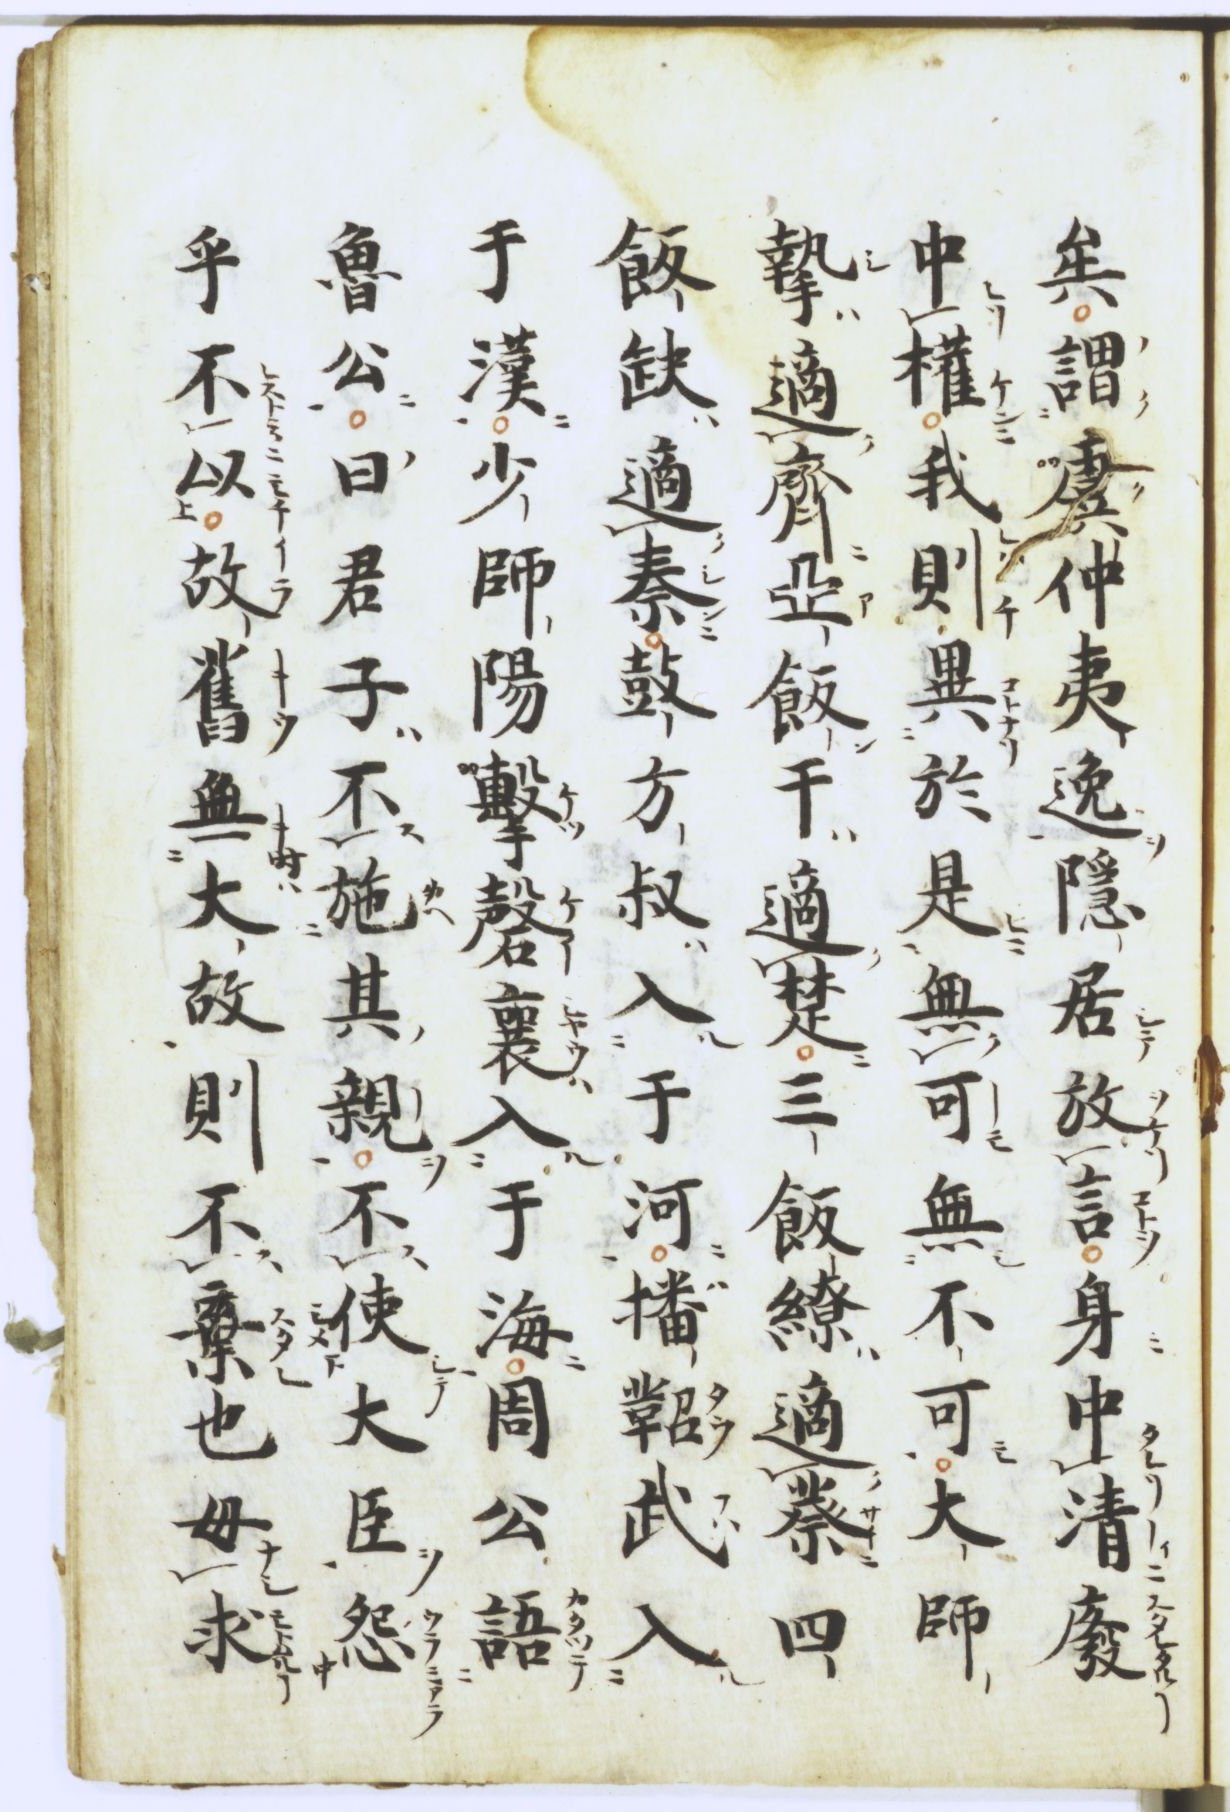 矣謂虞仲夷逸隱居放言身中清廢
中權我則異於是無可無不可大師
摯適齊亞飯干適楚三飯繚適蔡四
飯缺適秦鼓方叔入于河播鞀武入
于漢少師陽擊磬襄入于海周公語
魯公曰君子不施其親不使大臣怨
乎不以故舊無大故則不棄也毋求